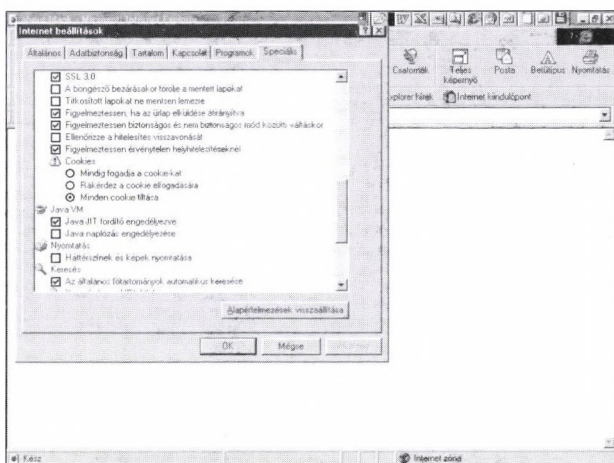 Internet beállítások
Általános
Adatbiztonság
Tartalom
Kapcsolat
Programok
Speciális
SSL 3.0
A böngésző bezárásakor törölje a mentett lapokat
Titkosított lapokat ne mentsen lemezre
Figyelmeztessen, ha az űrlap elküldése átirányítva
Figyelmeztessen biztonságos és nem biztonságos mód közötti váltáskor
Ellenőrizze a hitelesítés visszavonását
Figyelmeztessen érvénytelen helyhitelesítéseknél
Cookies
Mindig fogadja a cookie-kat
Rákérdez a cookie elfogadására
Minden cookie tiltása
Java VM
Java JIT fordító engedélyezve
Java naplózás engedélyezése
Nyomtatás
Háttérszínek és képek nyomtatása
Keresés
Az általános főtartományok automatikus keresése
Alapértelmezések visszaállítása
OK
Mégse
Csatornák
Teljes képernyő
Posta
Betűtípus
Nyomtatás
xplorer hírek
Internet kiindulópont
Kész
Internet zóna